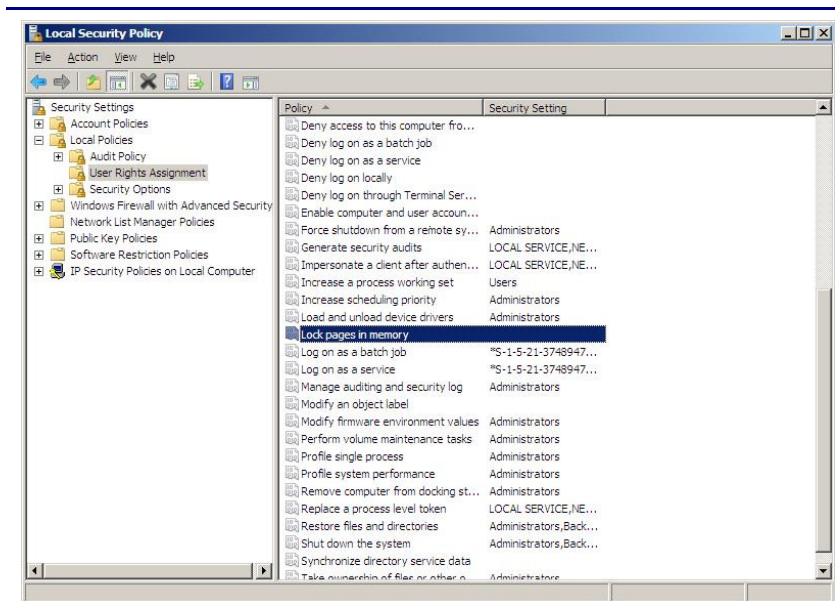 Local Security Policy
File Action View Help
Security Settings
Account Policies
Local Policies
Audit Policy
User Rights Assignment
Security Options
Windows Firewall with Advanced Security
Network List Manager Policies
Public Key Policies
Software Restriction Policies
IP Security Policies on Local Computer
Policy Security Setting
Deny access to this computer fro...
Deny log on as a batch job
Deny log on as a service
Deny log on locally
Deny log on through Terminal Ser...
Enable computer and user accoun...
Force shutdown from a remote sy... Administrators
Generate security audits LOCAL SERVICE,NE...
Impersonate a client after authen... LOCAL SERVICE,NE...
Increase a process working set Users
Increase scheduling priority Administrators
Load and unload device drivers Administrators
Lock pages in memory
Log on as a batch job *S-1-5-21-3748947...
Log on as a service *S-1-5-21-3748947...
Manage auditing and security log Administrators
Modify an object label
Modify firmware environment values Administrators
Perform volume maintenance tasks Administrators
Profile single process Administrators
Profile system performance Administrators
Remove computer from docking st... Administrators
Replace a process level token LOCAL SERVICE,NE...
Restore files and directories Administrators,Back...
Shut down the system Administrators,Back...
Synchronize directory service data
Take ownership of files or other o... Administrators